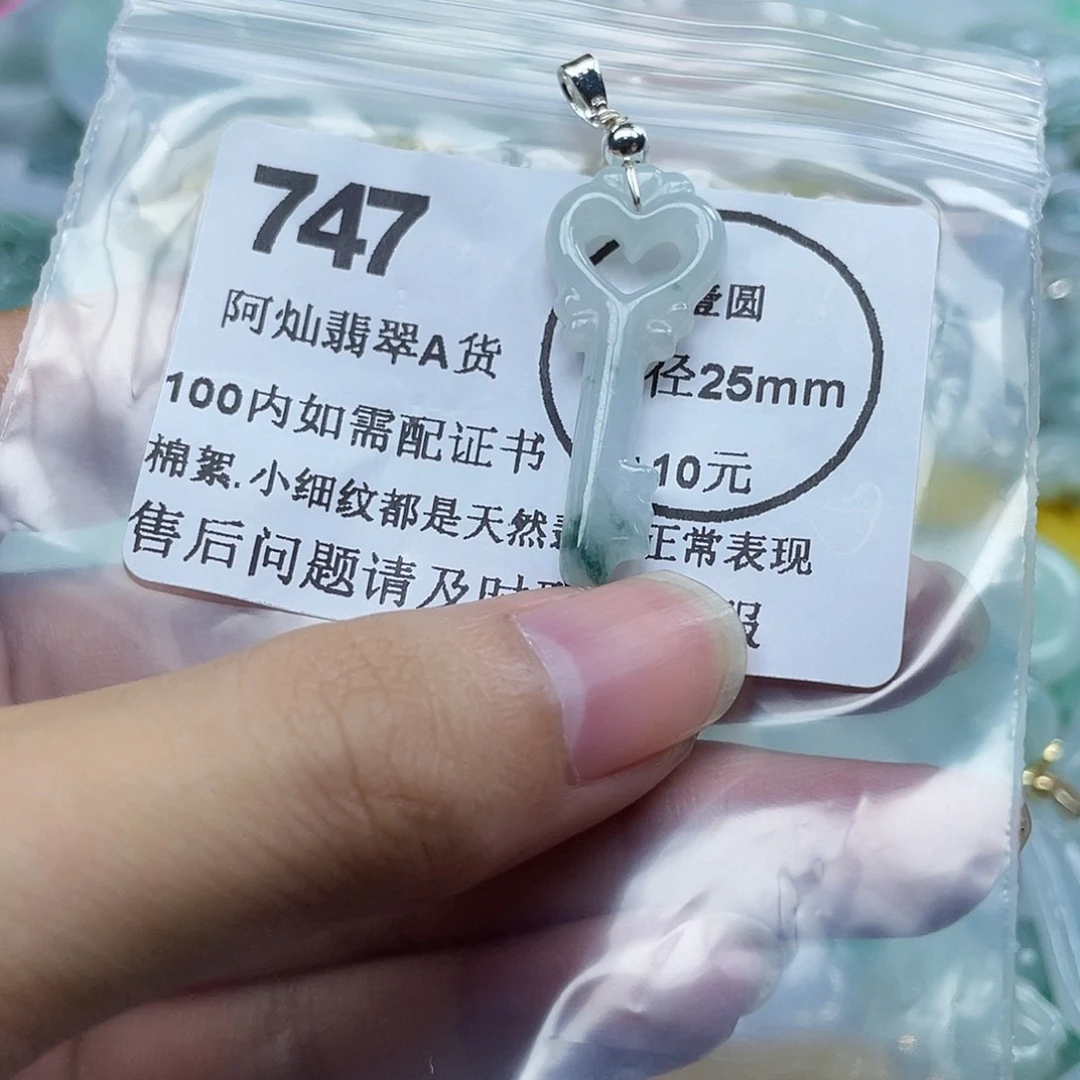 747
阿灿翡翠A货
100内如需配证书
棉絮.小细纹都是天然
正常表现
售后问题请及时
圆
径25mm
10元